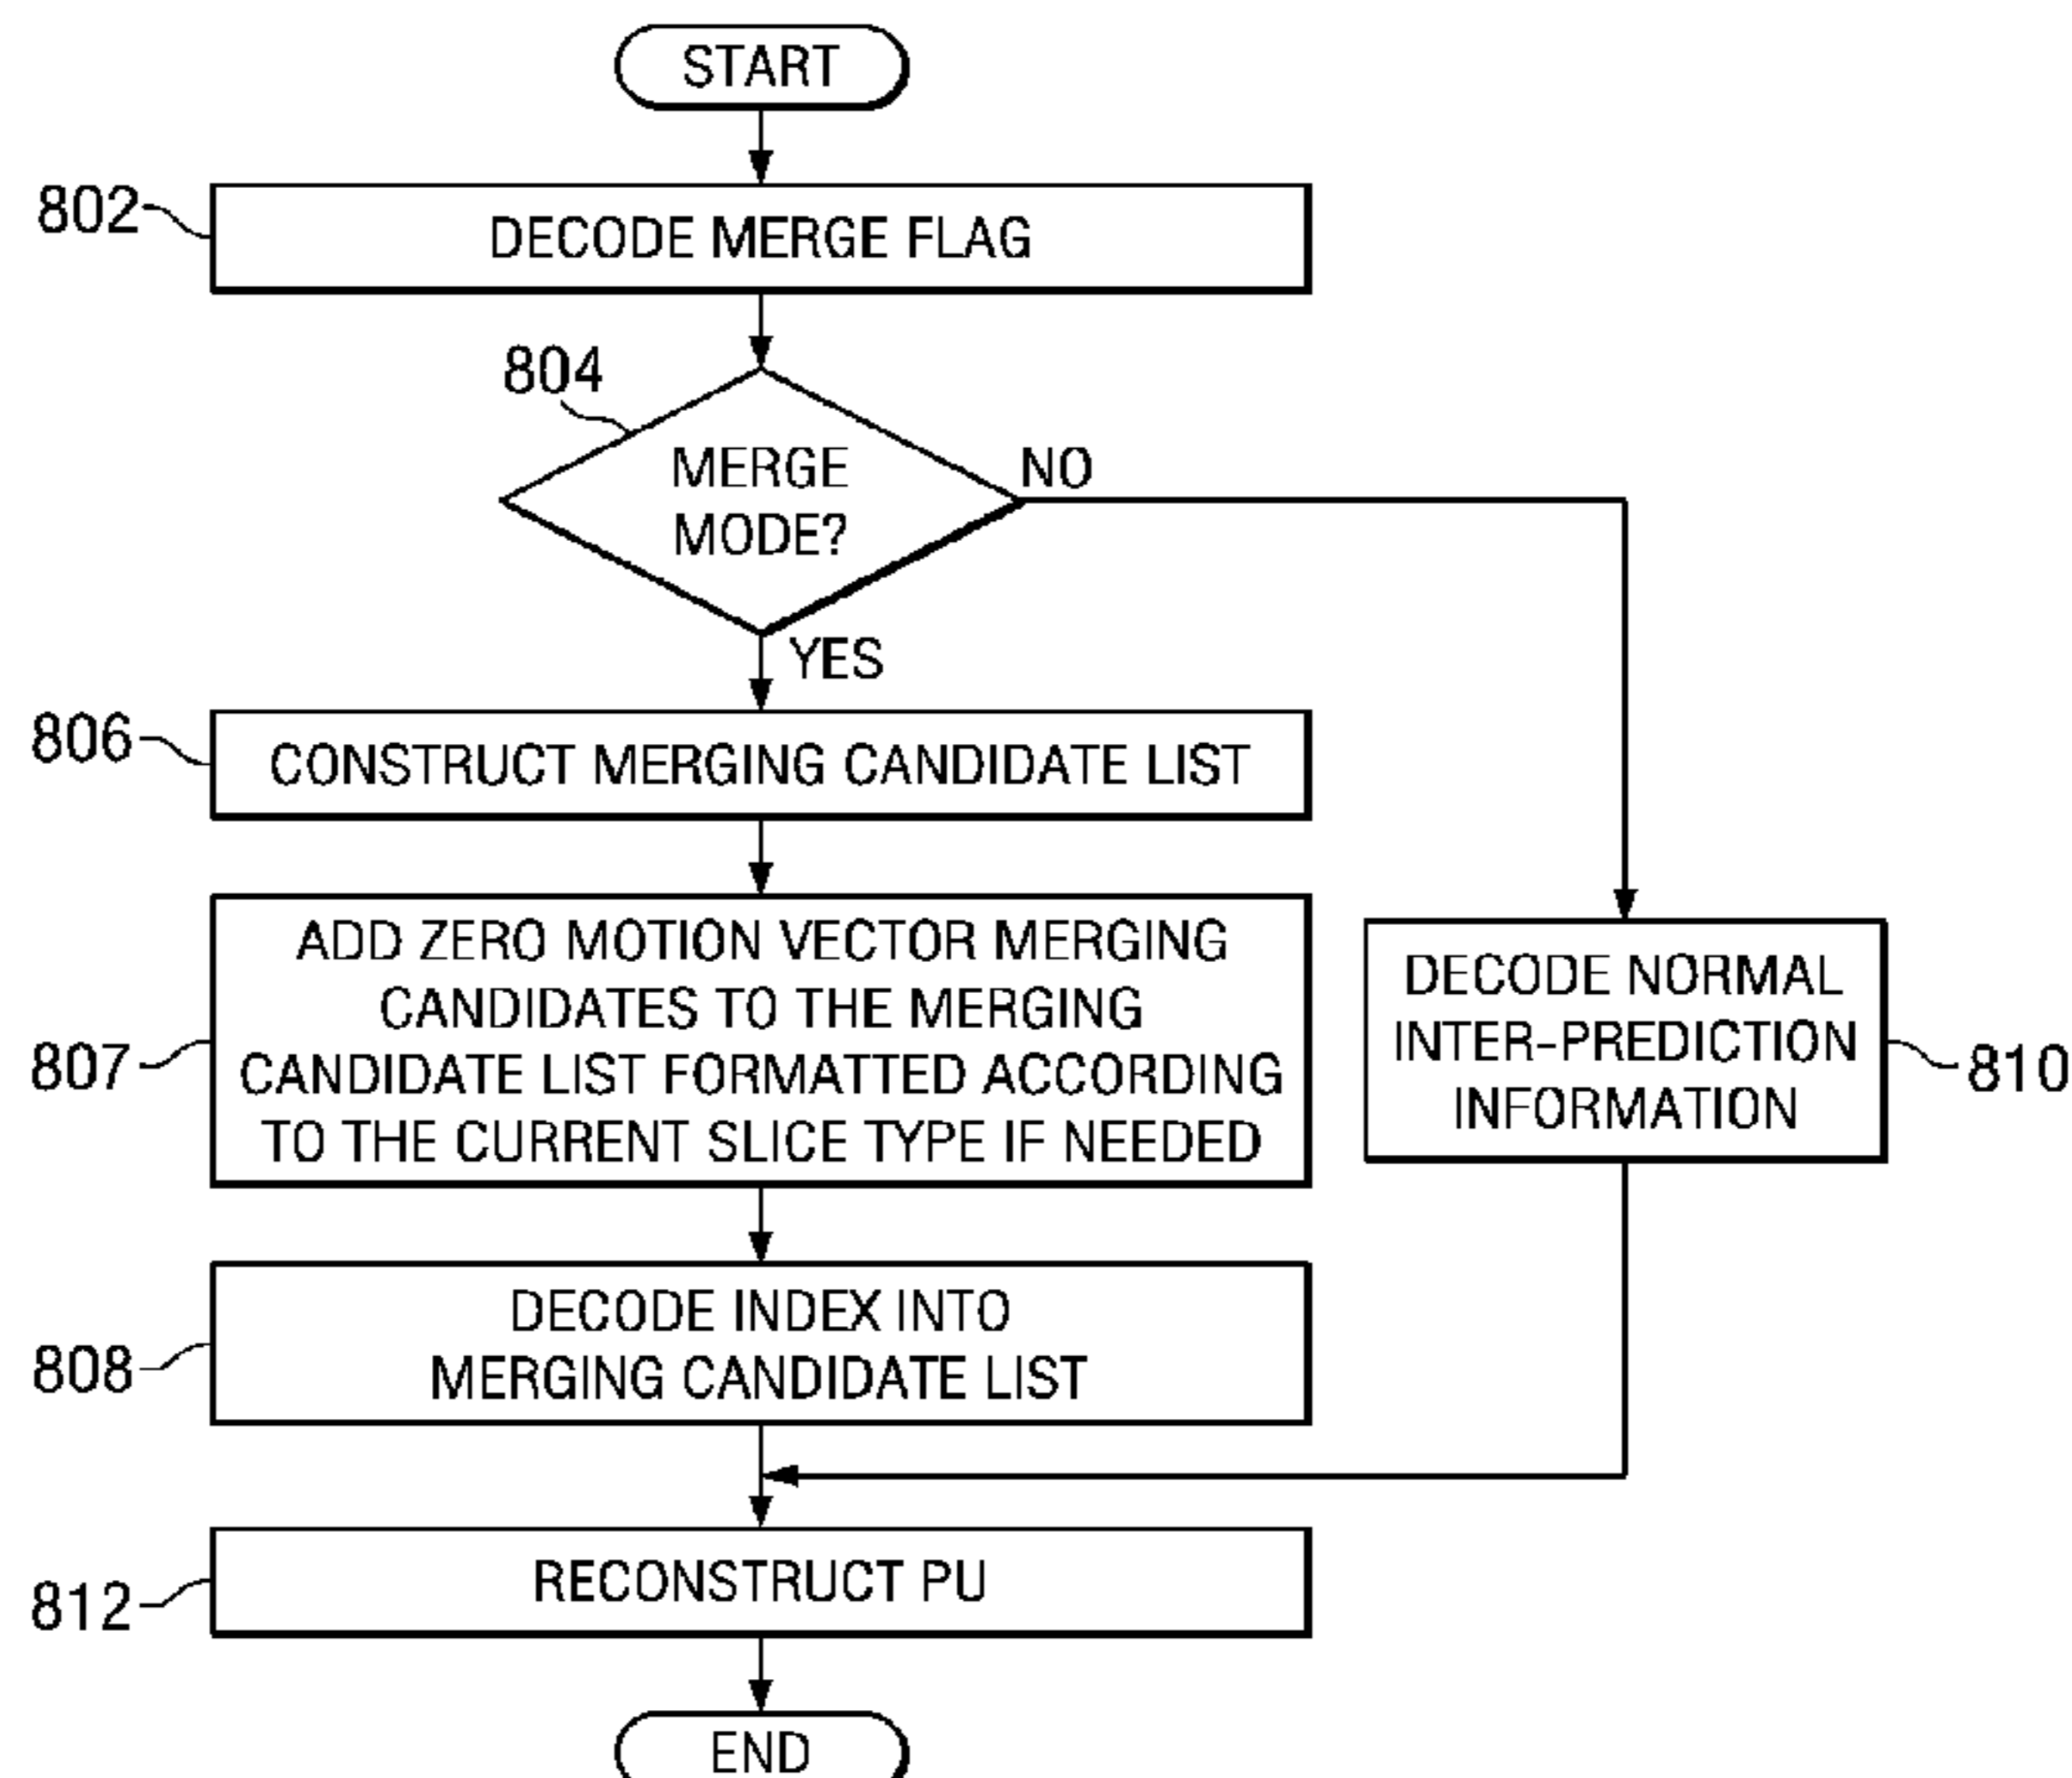 START
802
DECODE MERGE FLAG
804
MERGE
MODE?
NO
YES
806
CONSTRUCT MERGING CANDIDATE LIST
807
ADD ZERO MOTION VECTOR MERGING
CANDIDATES TO THE MERGING
CANDIDATE LIST FORMATTED ACCORDING
TO THE CURRENT SLICE TYPE IF NEEDED
DECODE NORMAL
INTER-PREDICTION
INFORMATION
810
808
DECODE INDEX INTO
MERGING CANDIDATE LIST
812
RECONSTRUCT PU
END